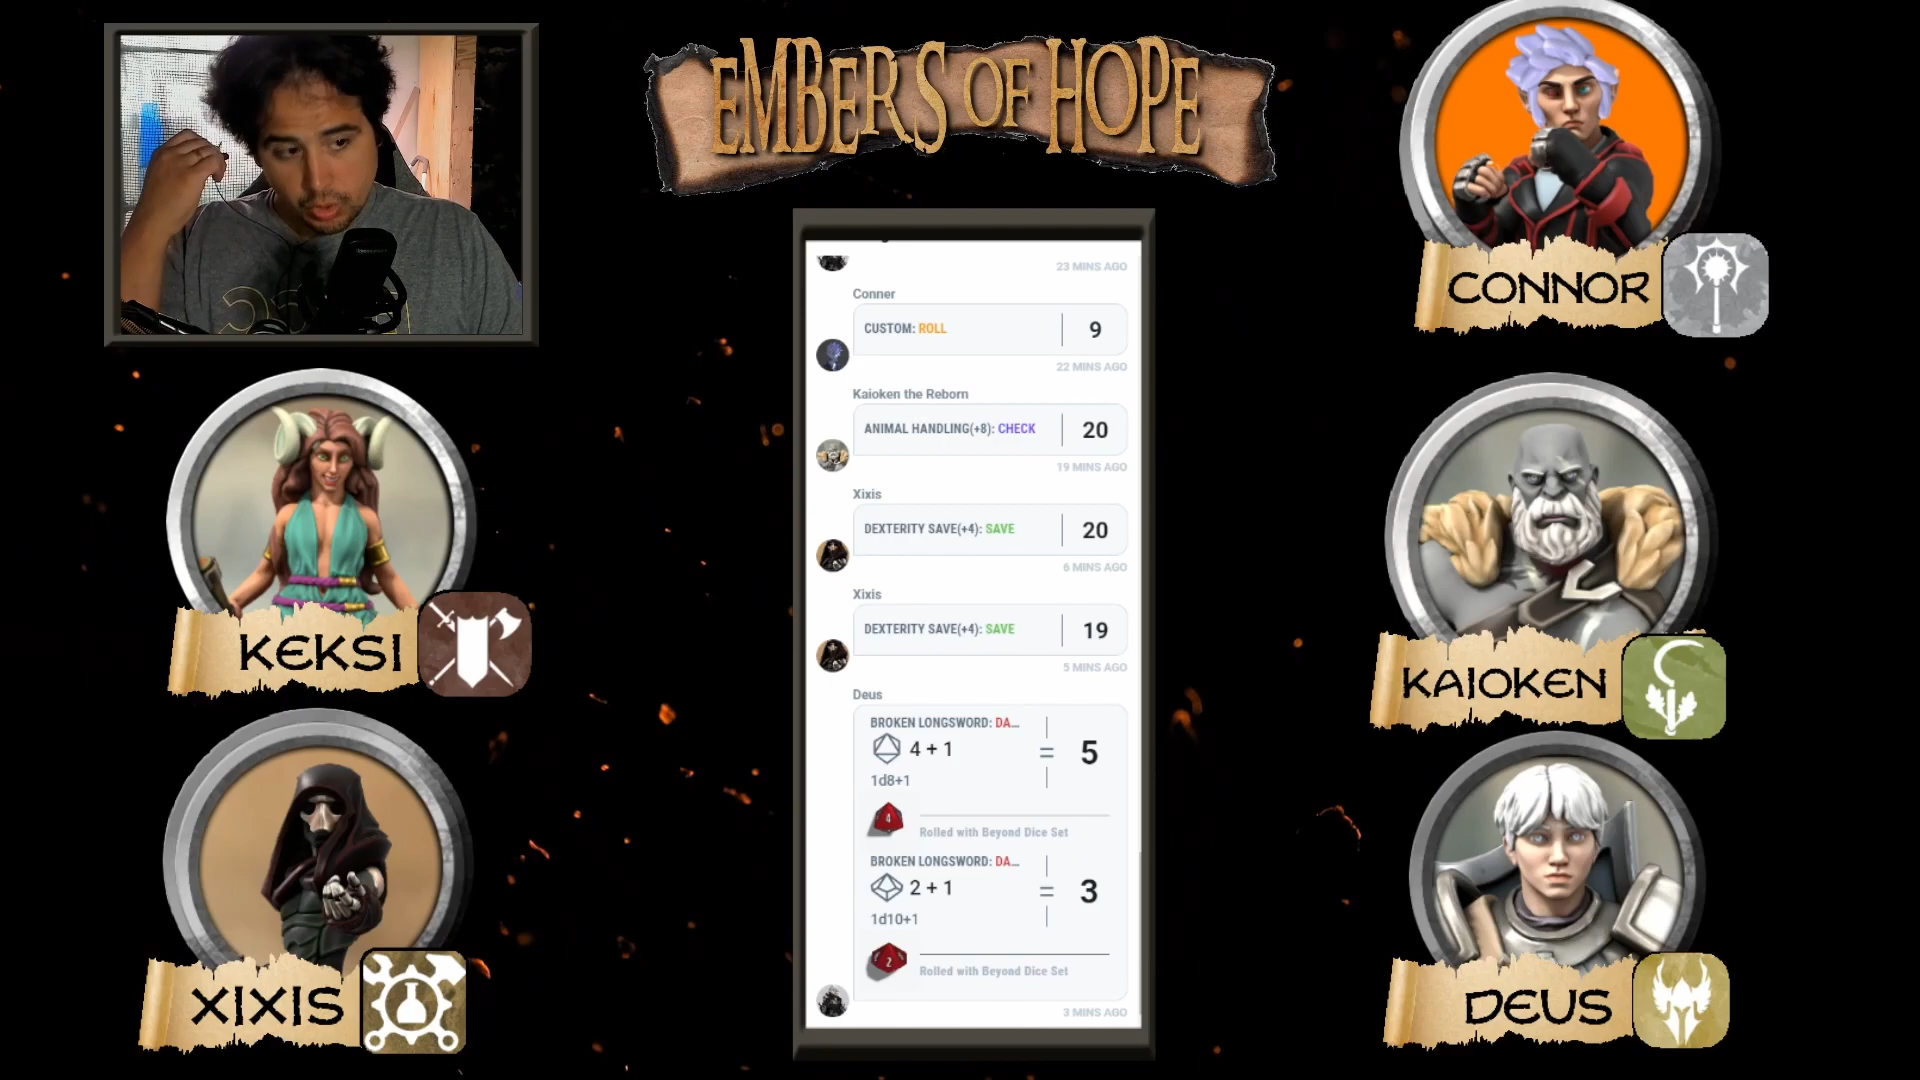 EMBERS OF HOPE
CONNOR
KEKSI
KAIOKEN
XIXIS
DEUS
23 MINS AGO
Conner
CUSTOM: ROLL
9
22 MINS AGO
Kaioken the Reborn
ANIMAL HANDLING(+8): CHECK
20
19 MINS AGO
Xixis
DEXTERITY SAVE(+4): SAVE
20
6 MINS AGO
Xixis
DEXTERITY SAVE(+4): SAVE
19
5 MINS AGO
Deus
BROKEN LONGSWORD: DA...
4 + 1
=
5
1d8+1
4
Rolled with Beyond Dice Set
BROKEN LONGSWORD: DA...
2 + 1
=
3
1d10+1
2
Rolled with Beyond Dice Set
3 MINS AGO